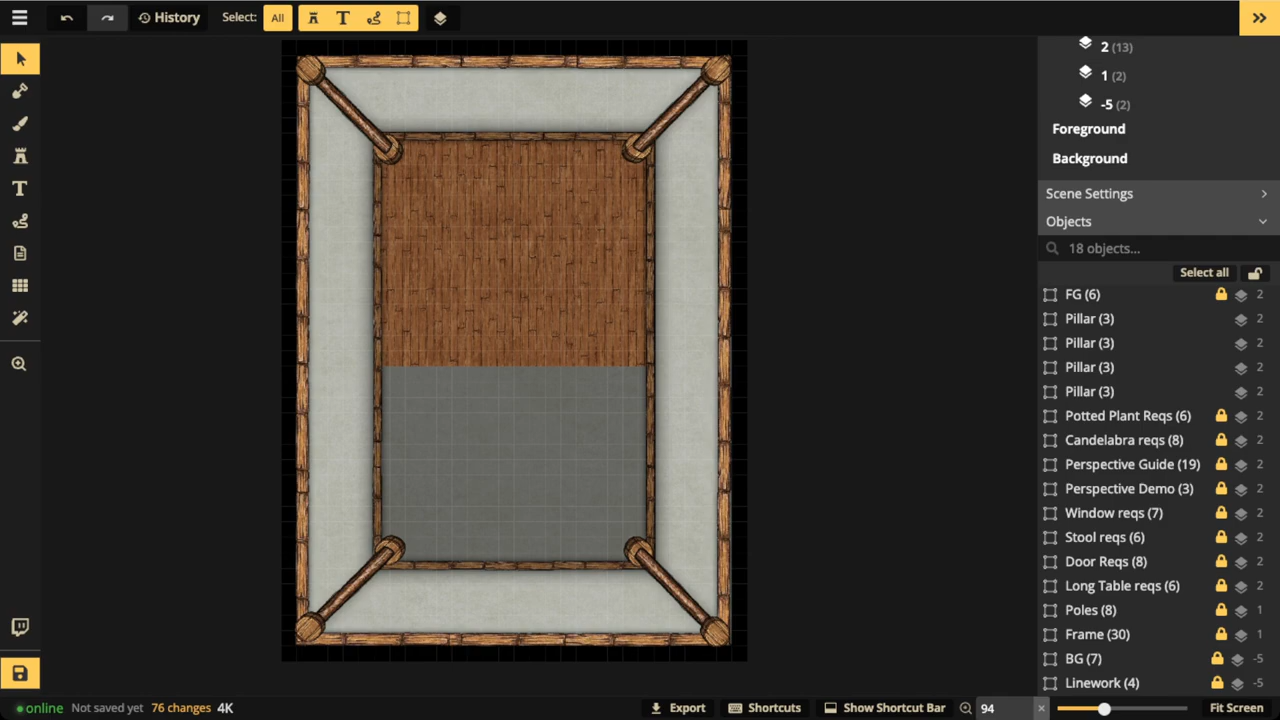 History
Select:
All
T
2 (13)
1 (2)
-5 (2)
Foreground
Background
Scene Settings
Objects
18 objects...
Select all
FG (6) 2
Pillar (3) 2
Pillar (3) 2
Pillar (3) 2
Pillar (3) 2
Potted Plant Reqs (6) 2
Candelabra reqs (8) 2
Perspective Guide (19) 2
Perspective Demo (3) 2
Window reqs (7) 2
Stool reqs (6) 2
Door Reqs (8) 2
Long Table reqs (6) 2
Poles (8) 1
Frame (30) 1
BG (7) -5
Linework (4) -5
T
online Not saved yet 76 changes 4K
Export Shortcuts Show Shortcut Bar 94 × Fit Screen